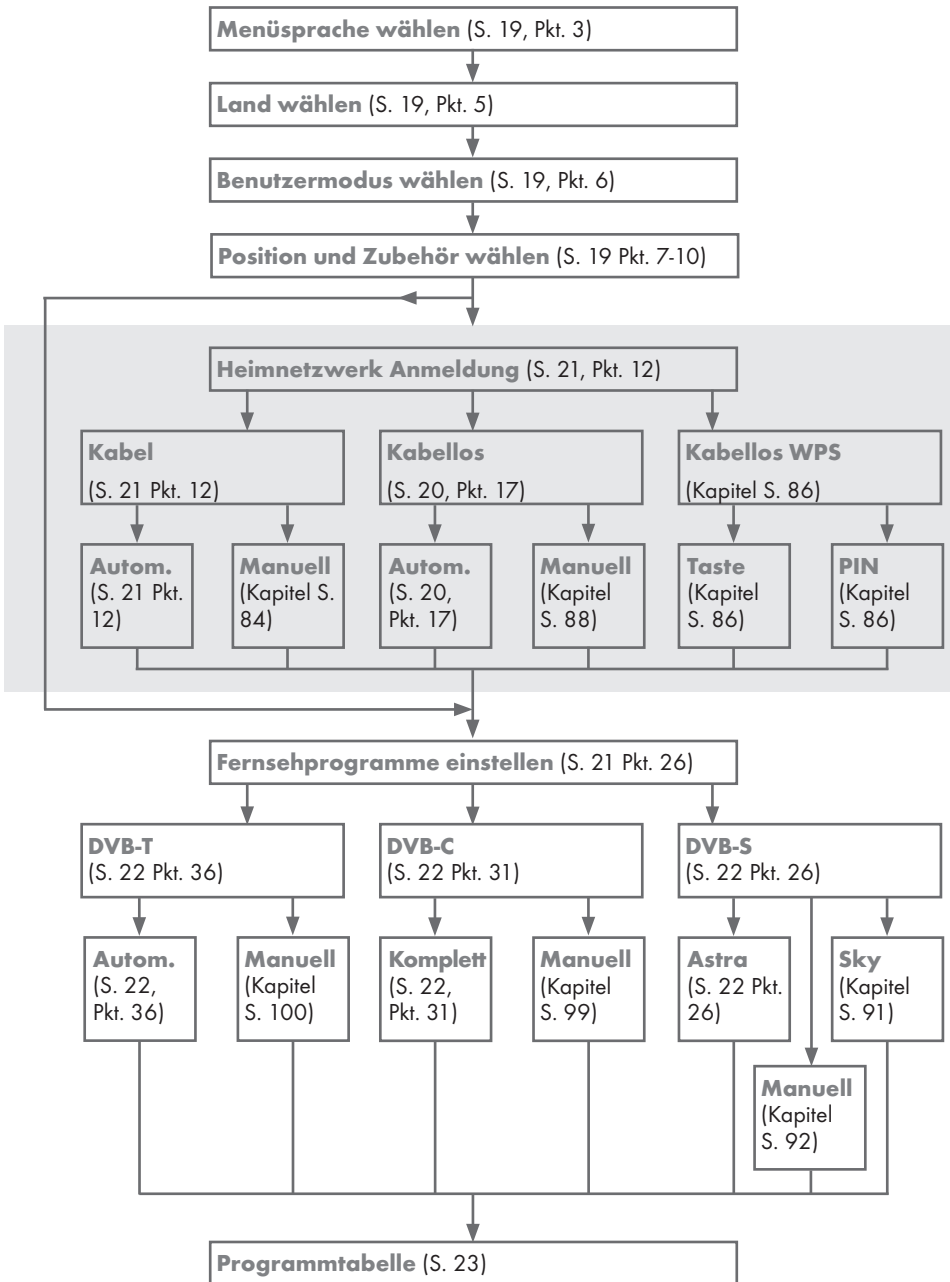 Menüsprache wählen (S. 19, Pkt. 3)
Land wählen (S. 19, Pkt. 5)
Benutzermodus wählen (S. 19, Pkt. 6)
Position und Zubehör wählen (S. 19 Pkt. 7-10)
Heimnetzwerk Anmeldung (S. 21, Pkt. 12)
Kabel
(S. 21 Pkt. 12)
Kabellos
(S. 20, Pkt. 17)
Kabellos WPS
(Kapitel S. 86)
Autom.
(S. 21 Pkt.
12)
Manuell
(Kapitel S.
84)
Autom.
(S. 20,
Pkt. 17)
Manuell
(Kapitel
S. 88)
Taste
(Kapitel
S. 86)
PIN
(Kapitel
S. 86)
Fernsehprogramme einstellen (S. 21 Pkt. 26)
DVB-T
(S. 22 Pkt. 36)
DVB-C
(S. 22 Pkt. 31)
DVB-S
(S. 22 Pkt. 26)
Autom.
(S. 22,
Pkt. 36)
Manuell
(Kapitel
S. 100)
Komplett
(S. 22,
Pkt. 31)
Manuell
(Kapitel
S. 99)
Astra
(S. 22 Pkt.
26)
Sky
(Kapitel
S. 91)
Manuell
(Kapitel
S. 92)
Programmtabelle (S. 23)